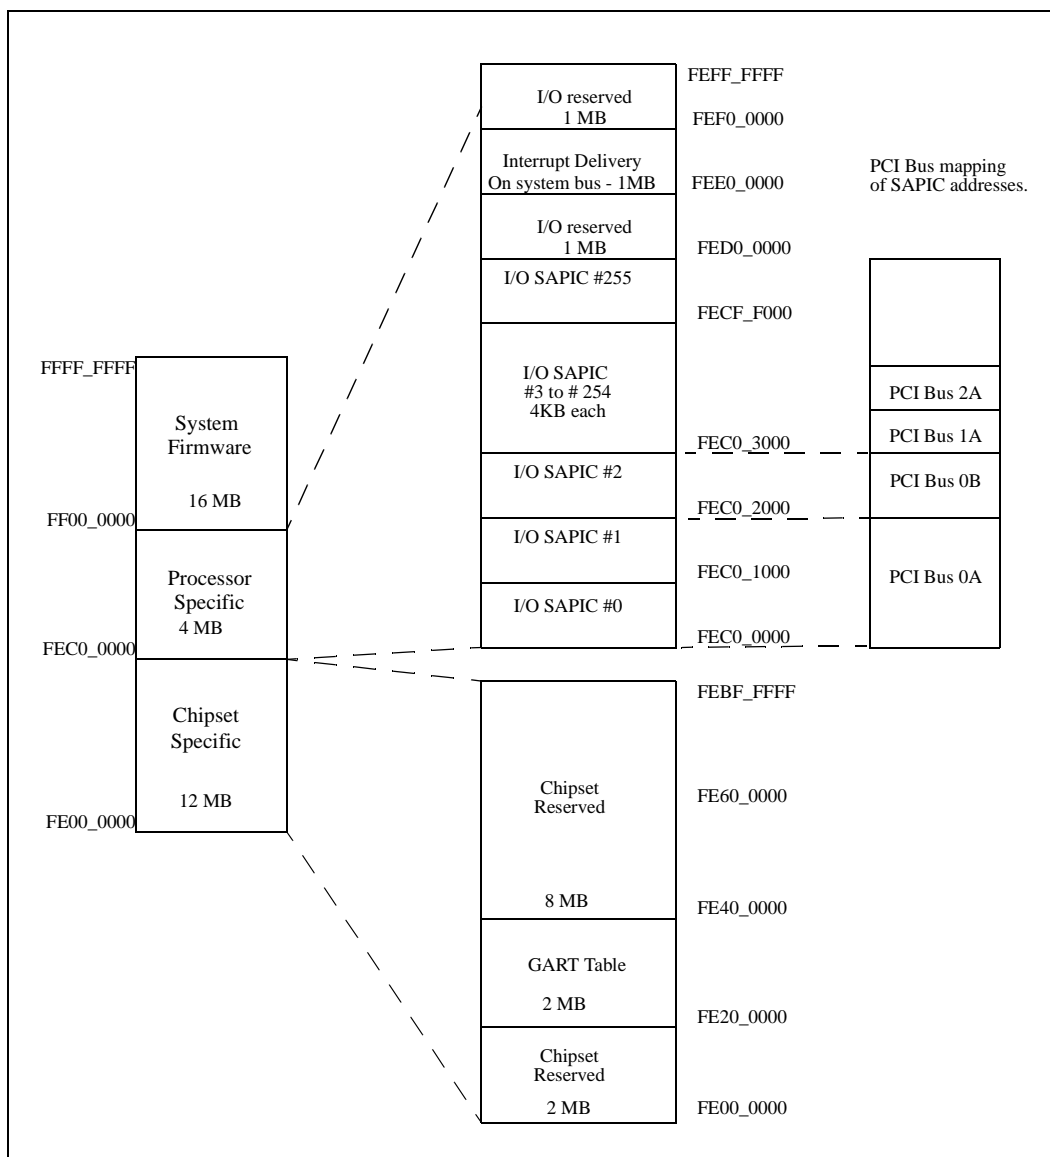 FFFF_FFFF
System
Firmware
16 MB
FF00_0000
Processor
Specific
4 MB
FEC0_0000
Chipset
Specific
12 MB
FE00_0000
FEFF_FFFF
I/O reserved
1 MB
FEF0_0000
Interrupt Delivery
On system bus - 1MB
FEE0_0000
I/O reserved
1 MB
FED0_0000
I/O SAPIC #255
FECF_F000
I/O SAPIC
#3 to # 254
4KB each
FEC0_3000
I/O SAPIC #2
FEC0_2000
I/O SAPIC #1
FEC0_1000
I/O SAPIC #0
FEC0_0000
FEBF_FFFF
Chipset
Reserved
FE60_0000
8 MB
FE40_0000
GART Table
2 MB
FE20_0000
Chipset
Reserved
2 MB
FE00_0000
PCI Bus mapping
of SAPIC addresses.
PCI Bus 2A
PCI Bus 1A
PCI Bus 0B
PCI Bus 0A